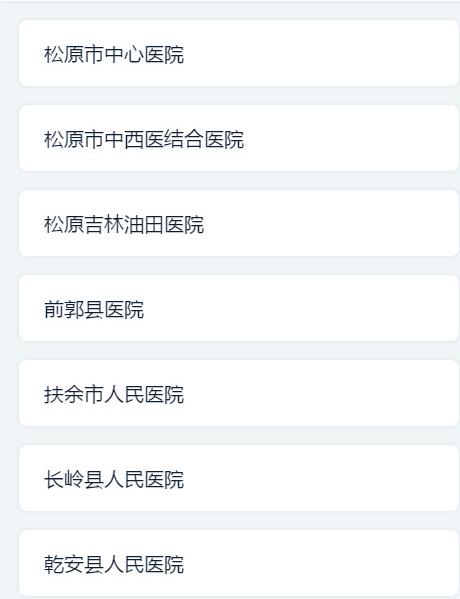 松原市中心医院
松原市中西医结合医院
松原吉林油田医院
前郭县医院
扶余市人民医院
长岭县人民医院
乾安县人民医院